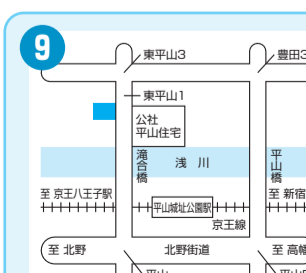 9
東平山3
豊田3
東平山1
公社
平山住宅
滝合橋
浅川
平山橋
至 京王八王子駅
平山城址公園駅
至 新宿
京王線
至 北野
北野街道
至 高幡